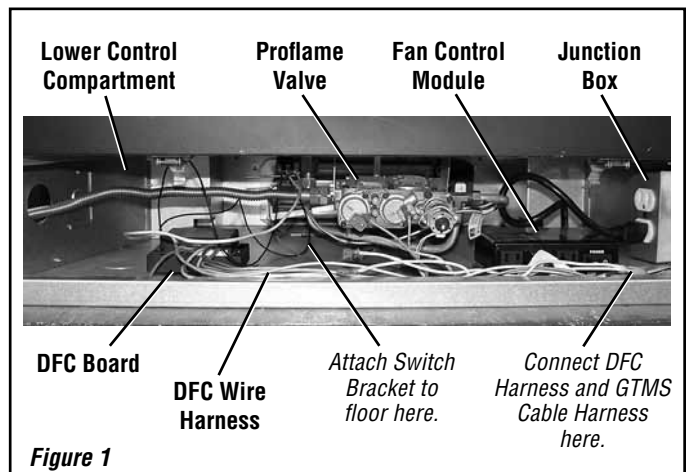 Lower Control
Compartment
Proflame
Valve
Fan Control
Module
Junction
Box
DFC Board
DFC Wire
Harness
Attach Switch
Bracket to
floor here.
Connect DFC
Harness and GTMS
Cable Harness
here.
Figure 1